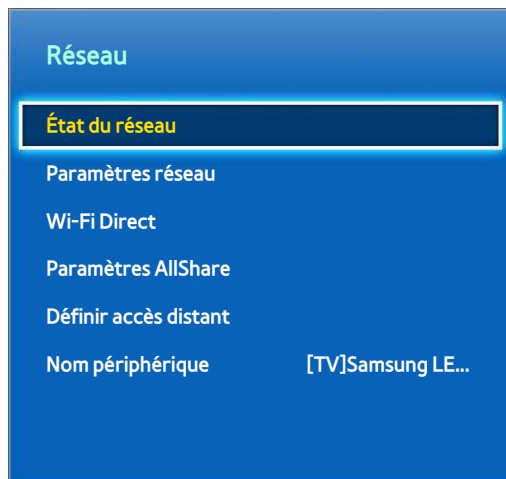 Réseau
État du réseau
Paramètres réseau
Wi-Fi Direct
Paramètres AllShare
Définir accès distant
Nom périphérique [TV]Samsung LE...